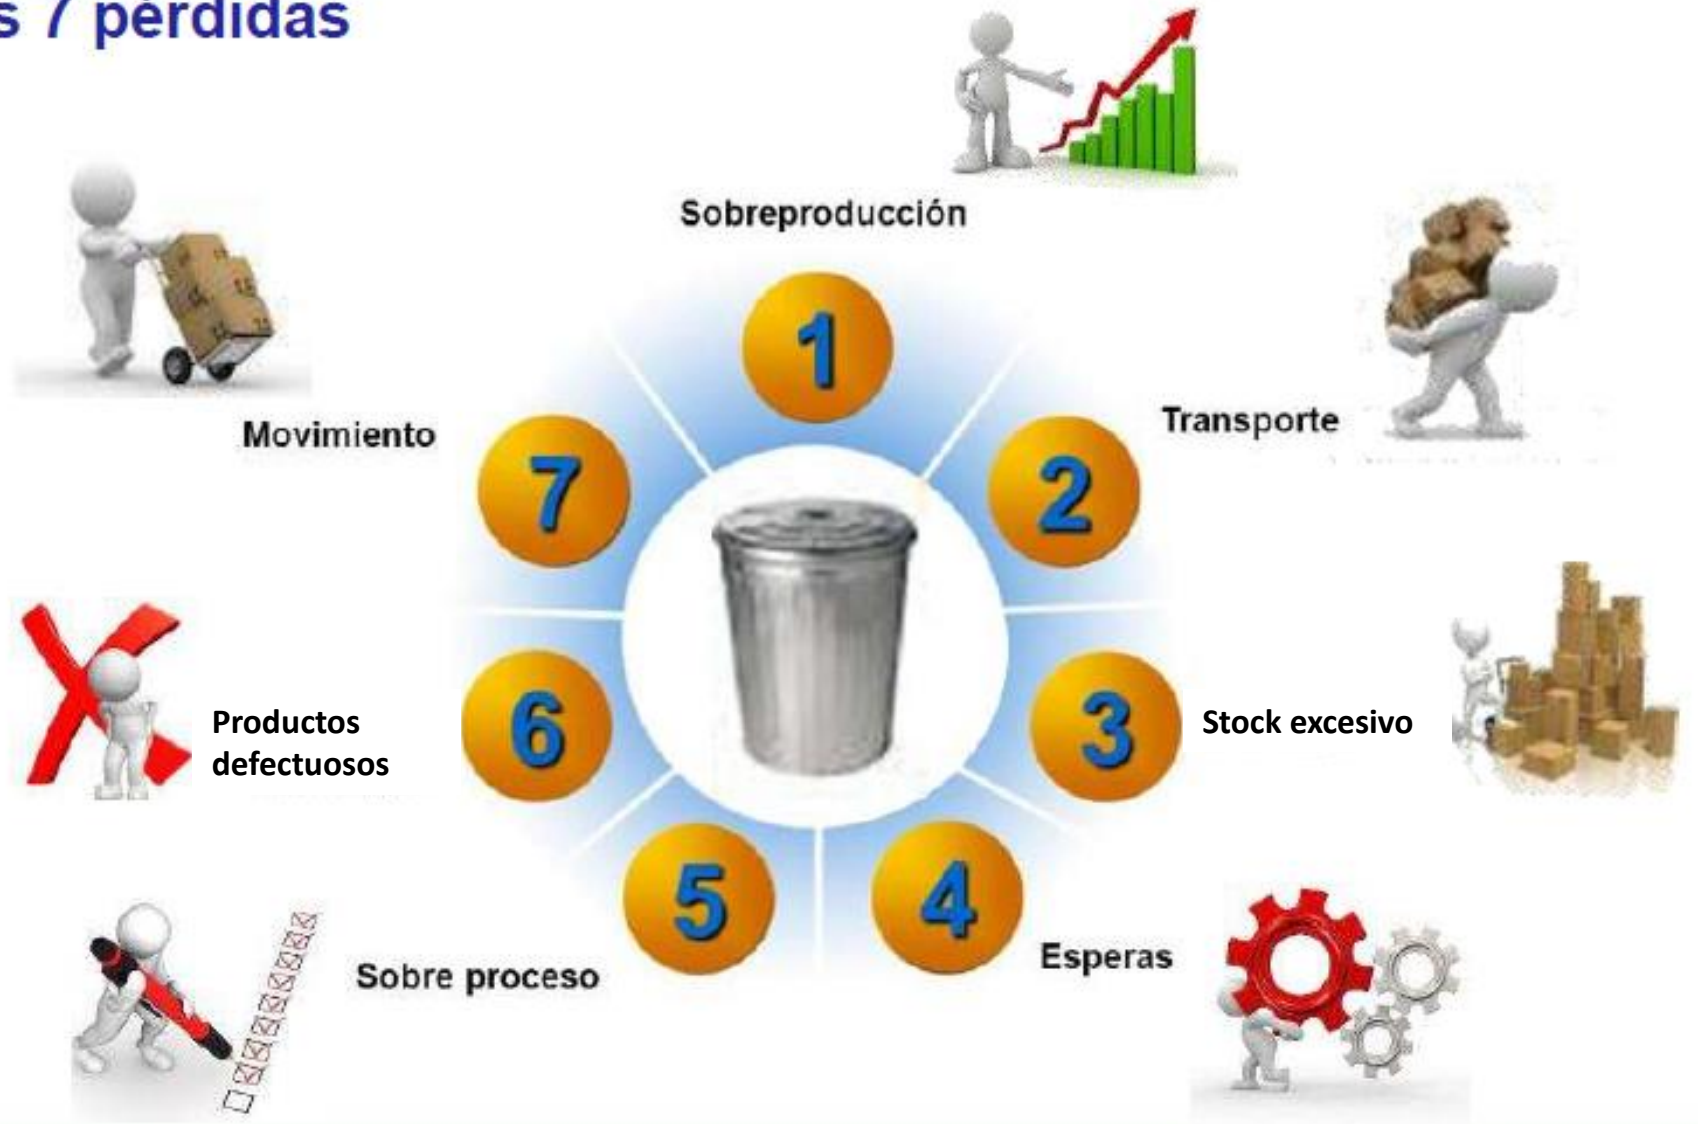 s 7 pérdidas
Sobreproducción
1
Transporte
2
Stock excesivo
3
Esperas
4
Sobre proceso
5
Productos
defectuosos
6
Movimiento
7